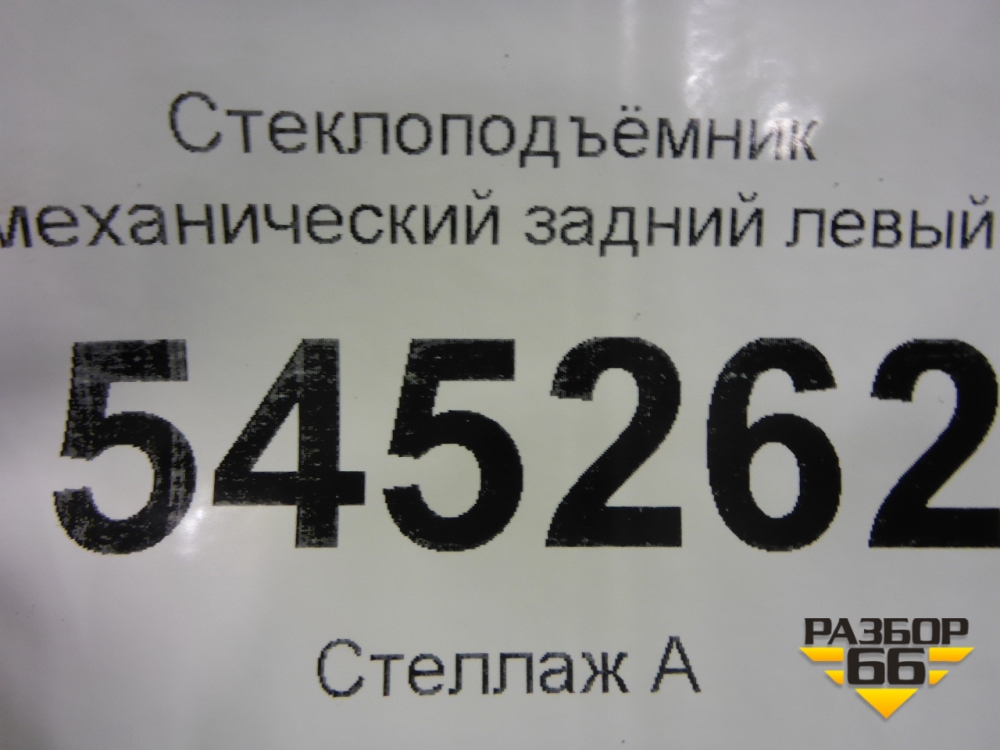 Стеклоподъёмник
механический задний левый
545262
Стеллаж А
РАЗБОР
66